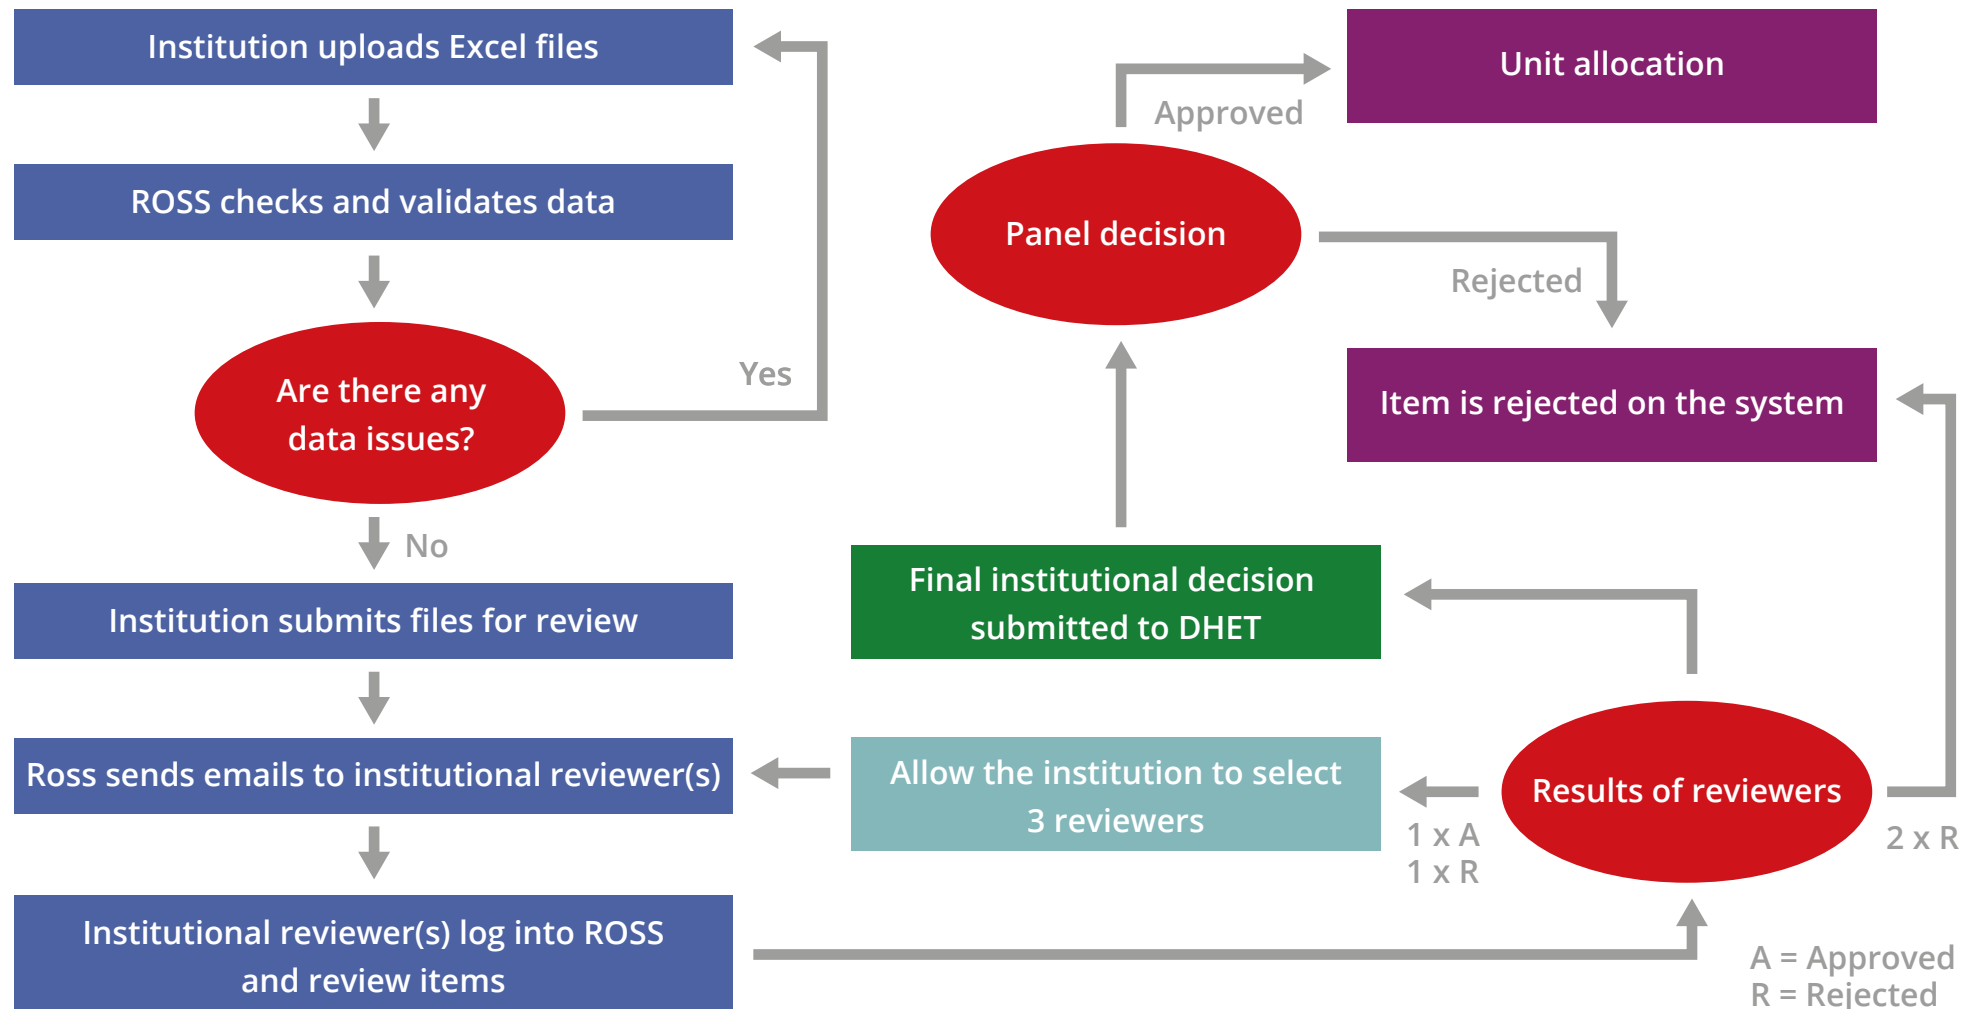 Institution uploads Excel files
ROSS checks and validates data
Are there any
data issues?
Yes
No
Institution submits files for review
Ross sends emails to institutional reviewer(s)
Institutional reviewer(s) log into ROSS
and review items
Unit allocation
Approved
Panel decision
Rejected
Item is rejected on the system
Final institutional decision
submitted to DHET
Allow the institution to select
3 reviewers
Results of reviewers
1 x A
1 x R
2 x R
A = Approved
R = Rejected